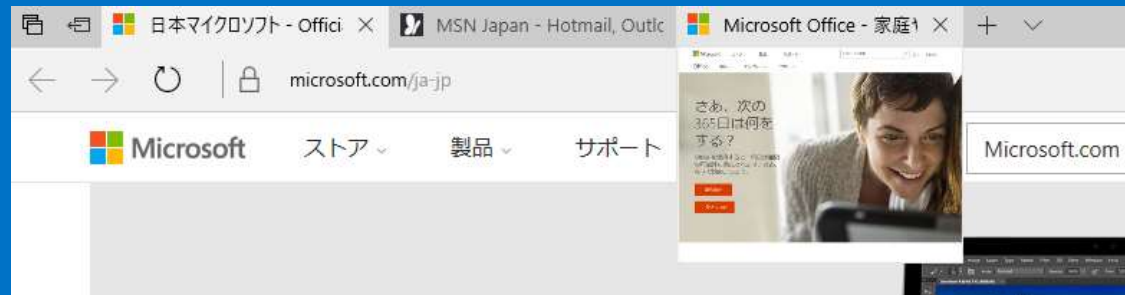 日本マイクロソフト - Offici
MSN Japan - Hotmail, Outlc
Microsoft Office - 家庭
microsoft.com/ja-jp
Microsoft
ストア
製品
サポート
Microsoft.com
さあ、次の
365日は何を
する？